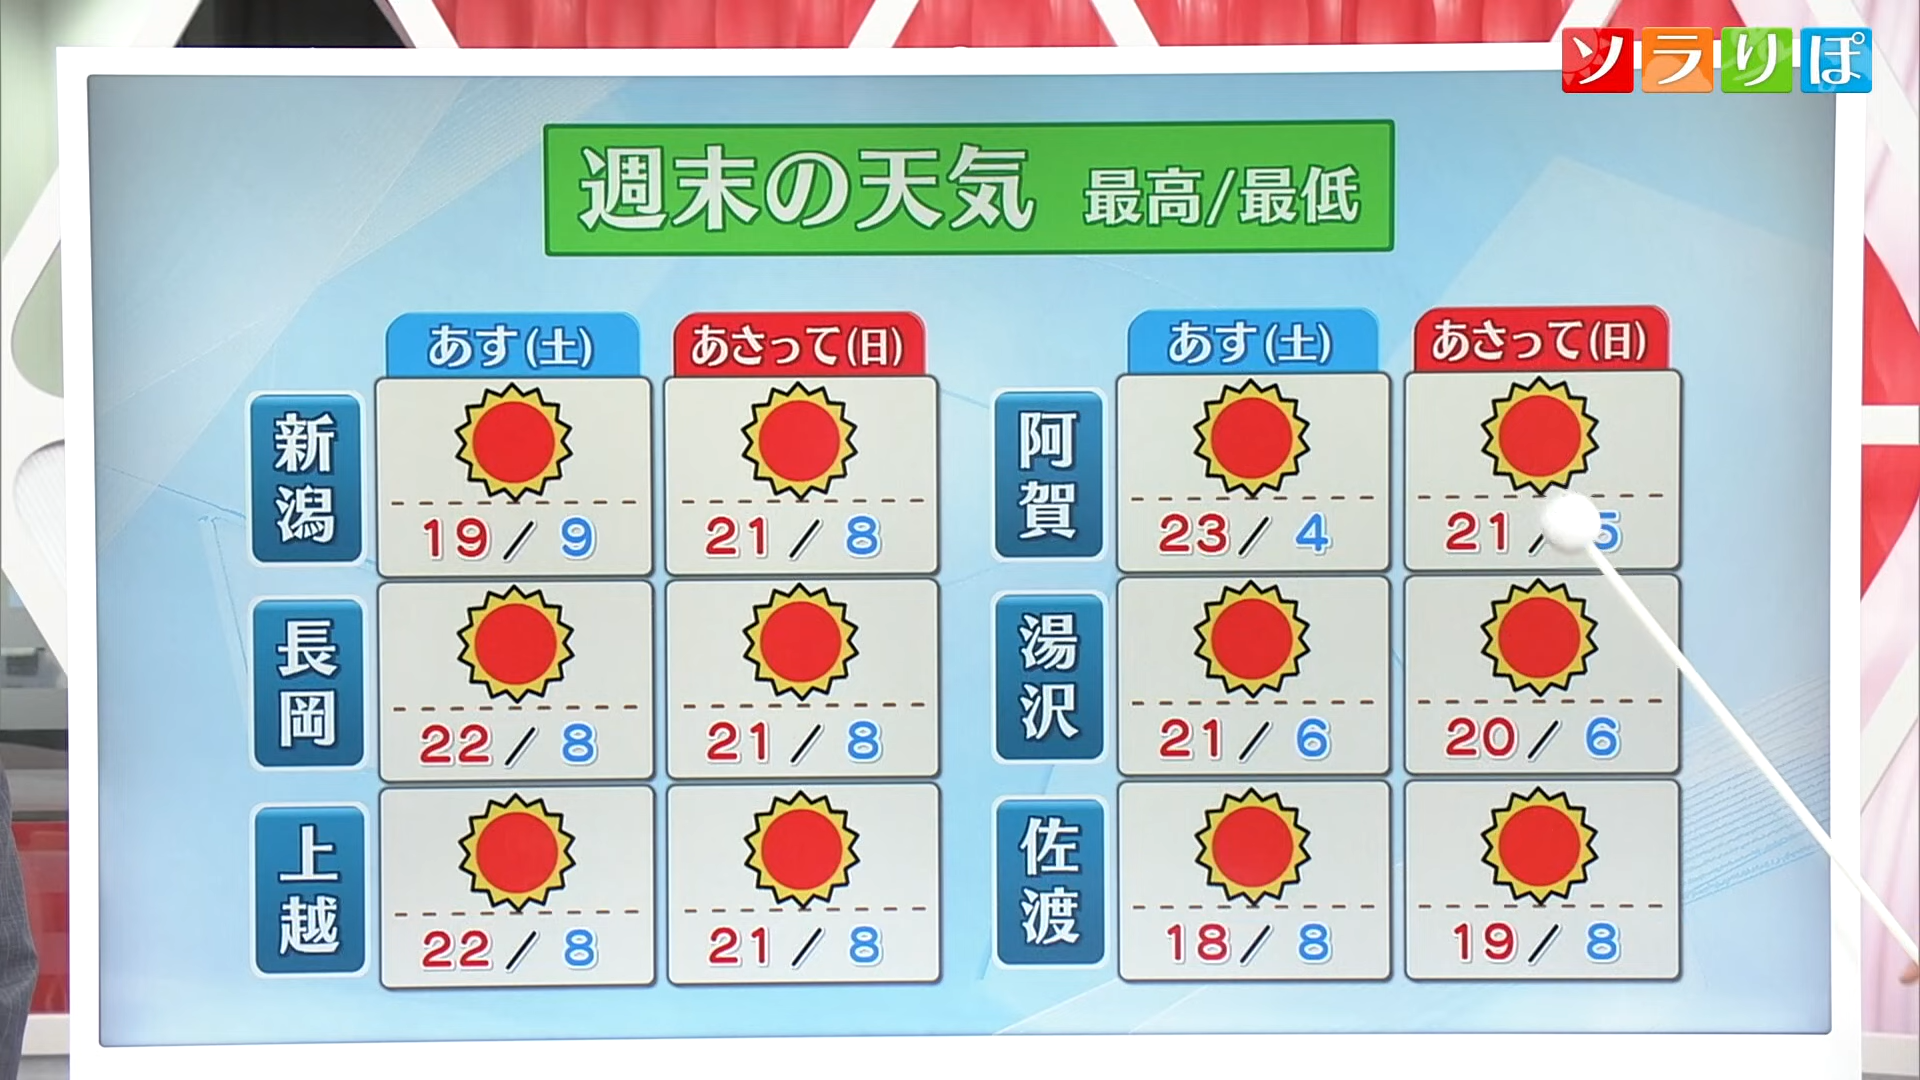 ソラりぽ
週末の天気 最高/最低
あす(土) あさって(日) あす(土) あさって(日)
新潟 19/9 21/8 阿賀 23/4 21/5
長岡 22/8 21/8 湯沢 21/6 20/6
上越 22/8 21/8 佐渡 18/8 19/8